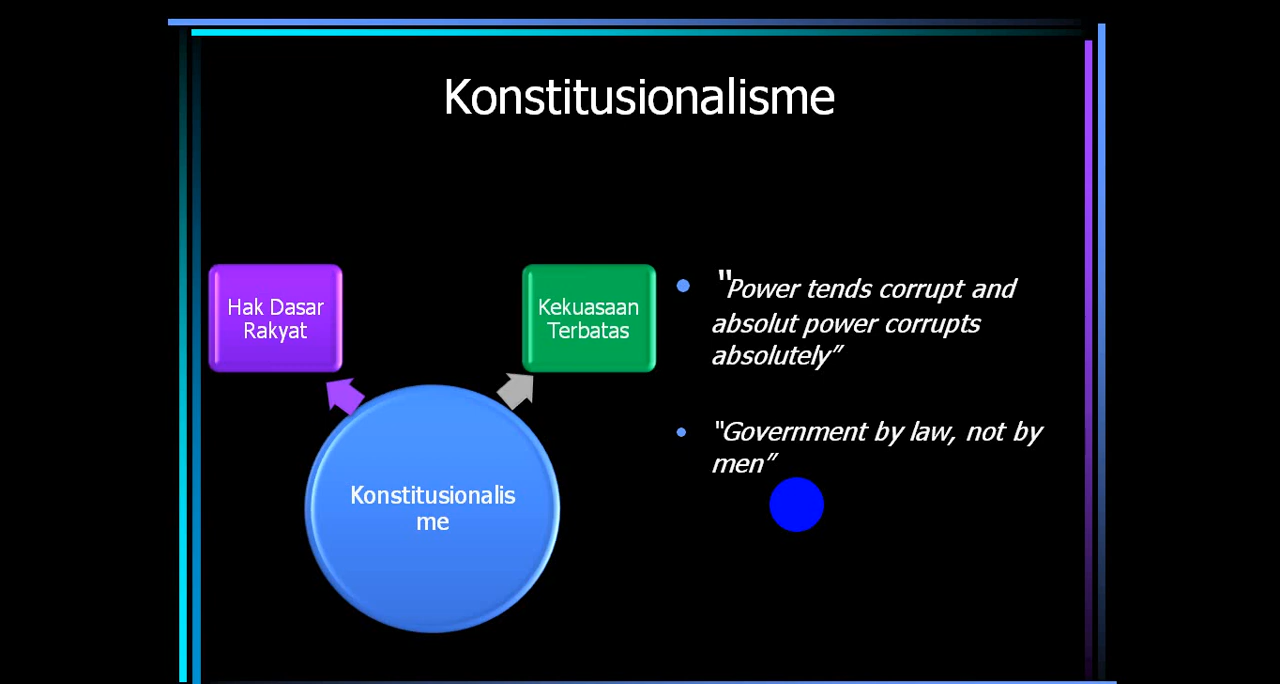 Konstitusionalisme
Hak Dasar
Rakyat
Kekuasaan
Terbatas
Konstitusionalis
me
“Power tends corrupt and
absolut power corrupts
absolutely”
“Government by law, not by
men”